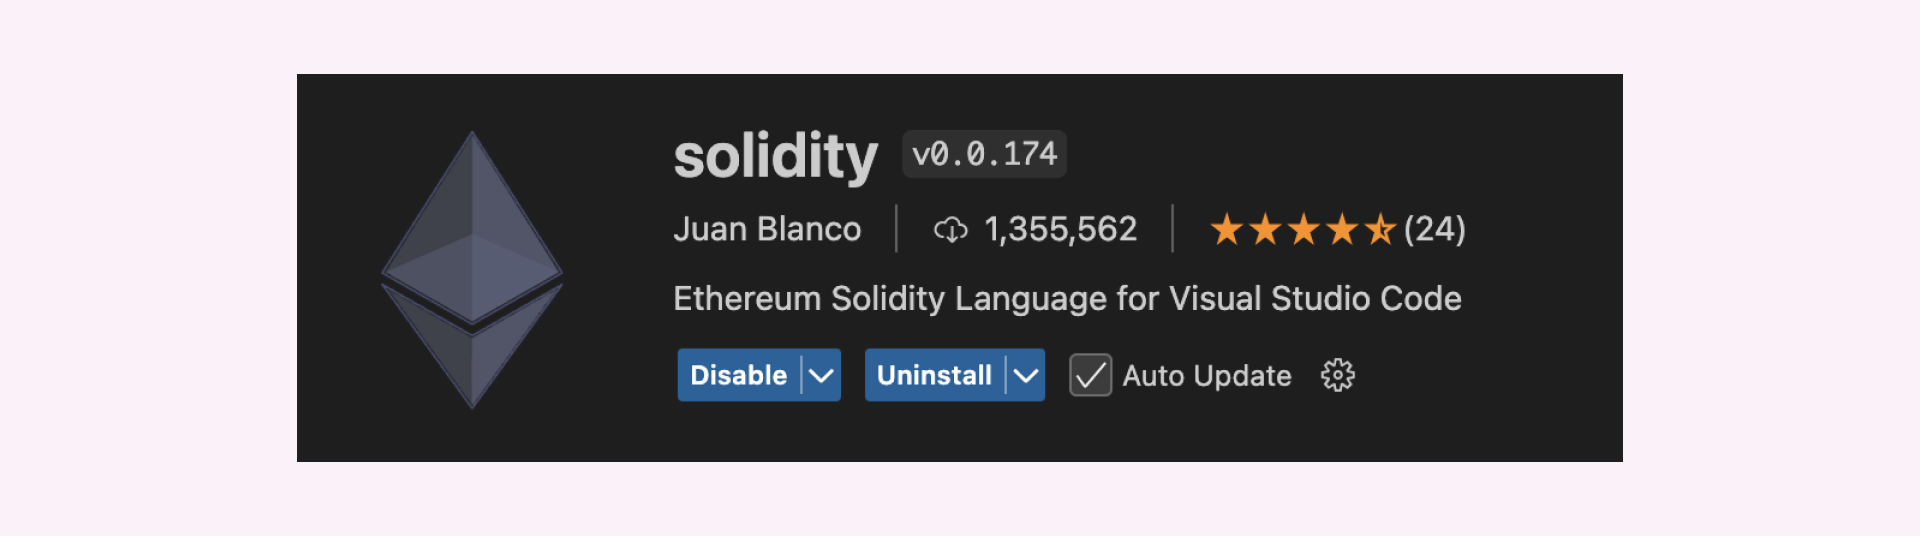 solidity v0.0.174
Juan Blanco 1,355,562 (24)
Ethereum Solidity Language for Visual Studio Code
Disable Uninstall Auto Update